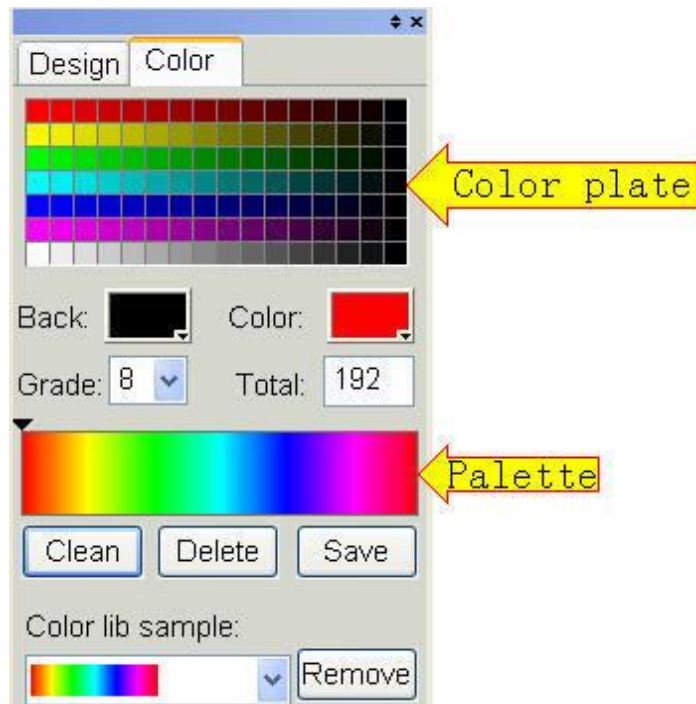 Design Color
Color plate
Back: Color:
Grade: 8 Total: 192
Palette
Clean Delete Save
Color lib sample:
Remove